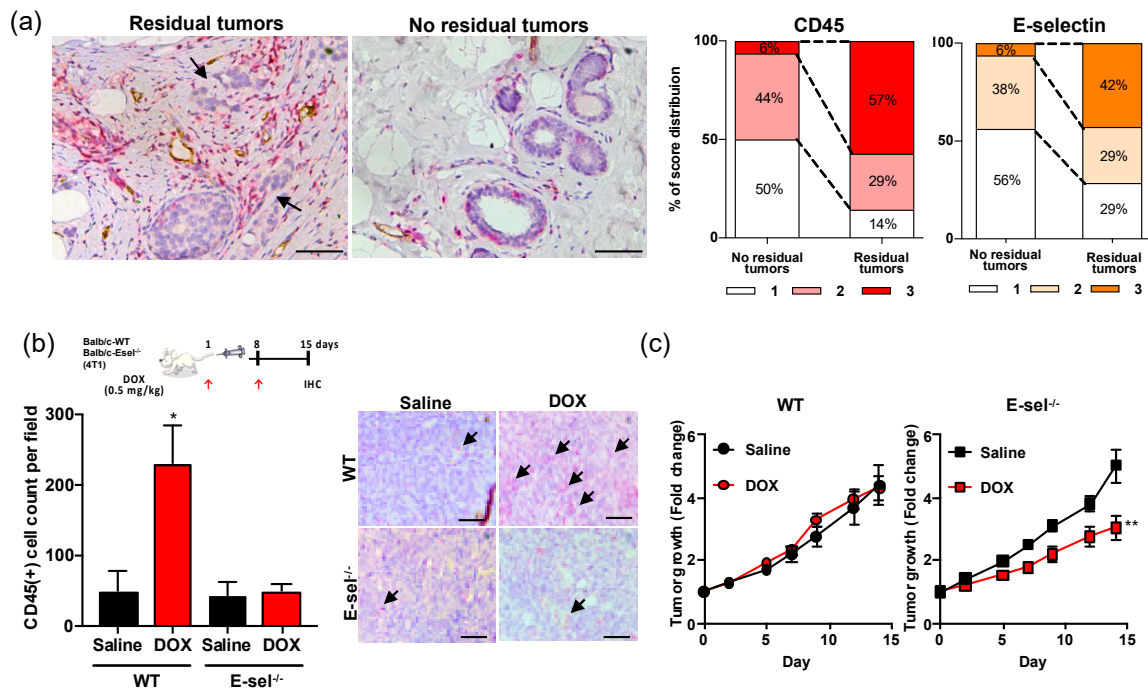 (a)
Residual tumors
No residual tumors
CD45
E-selectin
% of score distribuion
100
50
0
6%
44%
50%
57%
29%
14%
No residual
tumors
Residual
tumors
1 2 3
100
50
0
6%
38%
56%
42%
29%
29%
No residual
tumors
Residual
tumors
1 2 3
(b)
Balb/c-WT
Balb/c-Esel-/-
(4T1)
DOX
(0.5 mg/kg)
1 8 15 days
IHC
CD45(+) cell count per field
300
200
100
0
*
Saline DOX Saline DOX
WT E-sel-/-
Saline DOX
WT
E-sel-/-
(c)
WT
Tumor growth (Fold change)
6
4
2
0
Saline
DOX
0 5 10 15
Day
E-sel-/-
Tumor growth (Fold change)
6
4
2
0
Saline
DOX
**
0 5 10 15
Day